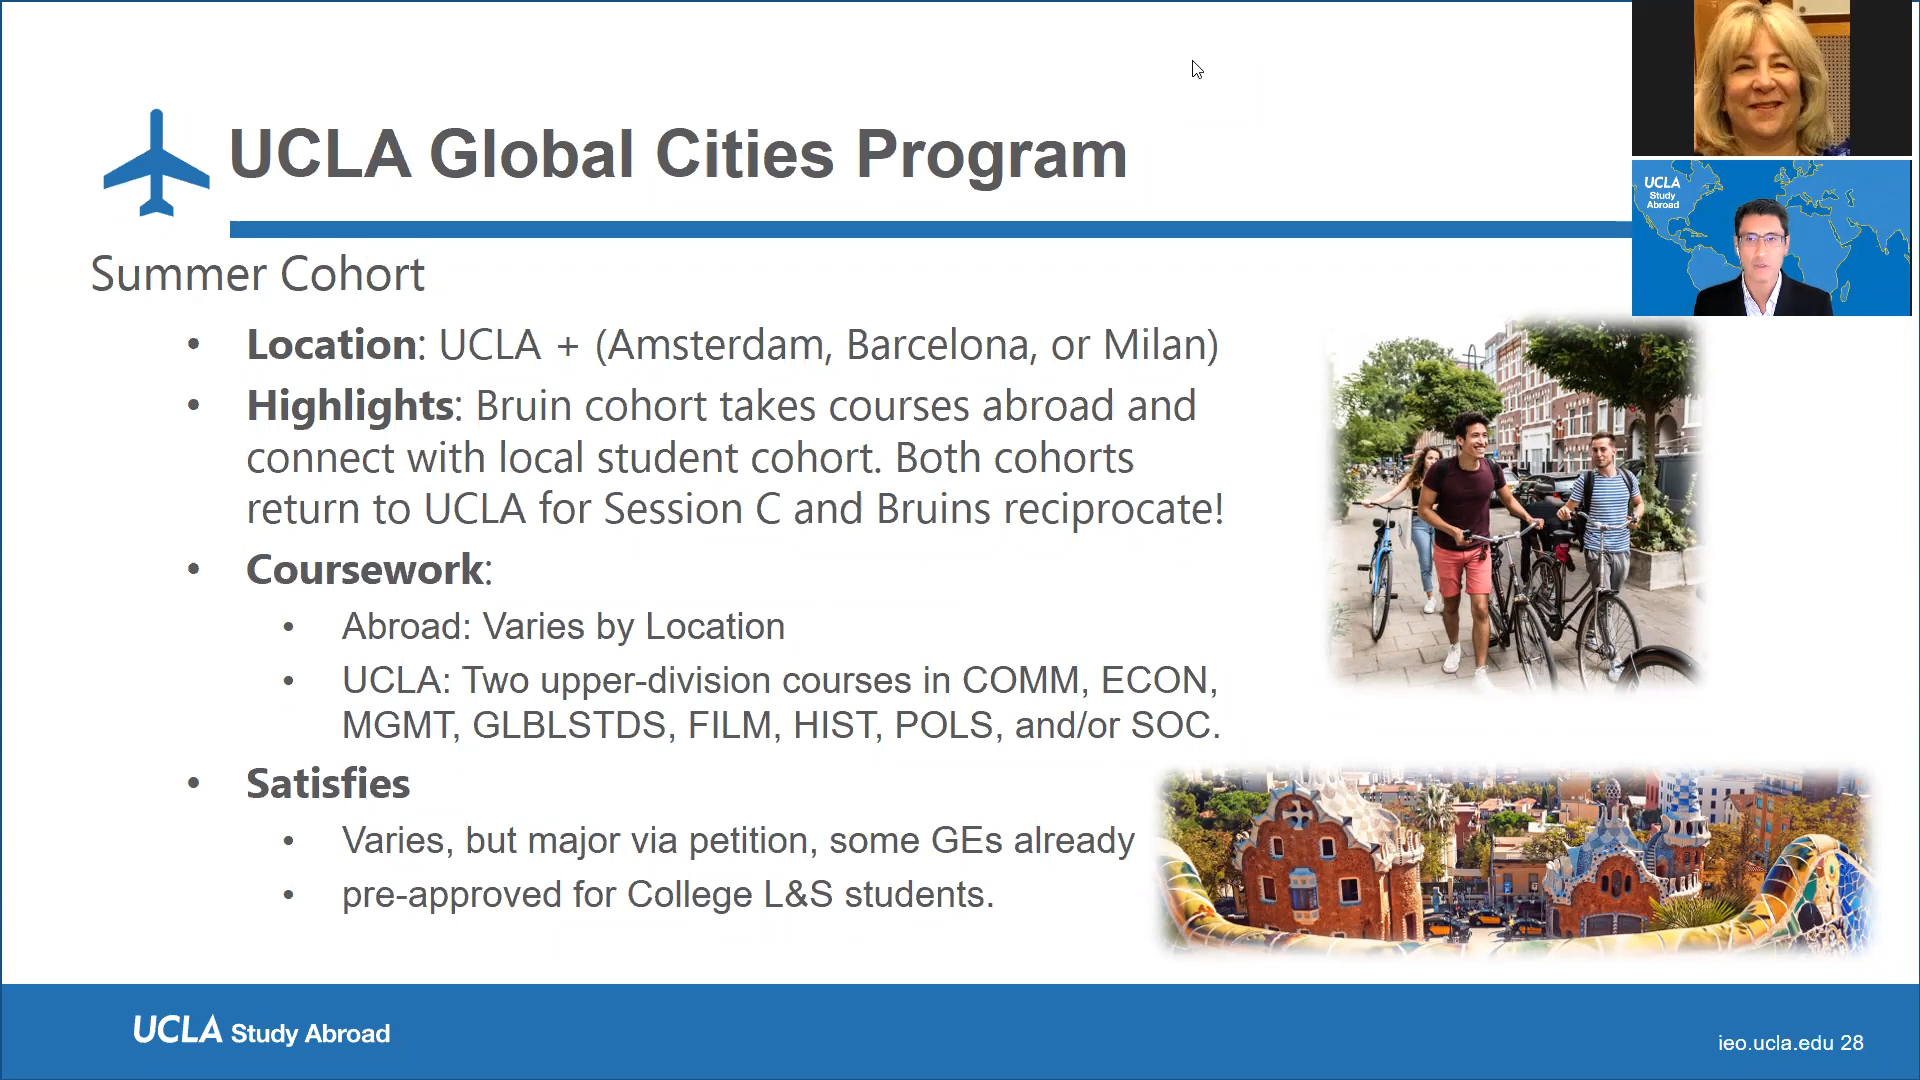 UCLA Global Cities Program
UCLA
Study
Abroad
Summer Cohort
• Location: UCLA + (Amsterdam, Barcelona, or Milan)
• Highlights: Bruin cohort takes courses abroad and
connect with local student cohort. Both cohorts
return to UCLA for Session C and Bruins reciprocate!
• Coursework:
• Abroad: Varies by Location
• UCLA: Two upper-division courses in COMM, ECON,
MGMT, GLBLSTDS, FILM, HIST, POLS, and/or SOC.
• Satisfies
• Varies, but major via petition, some GEs already
• pre-approved for College L&S students.
UCLA Study Abroad
ieo.ucla.edu 28